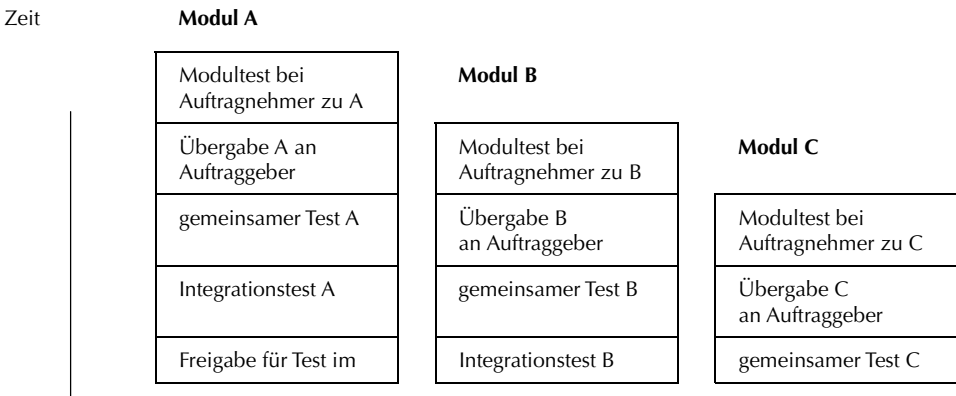 Zeit
Modul A
Modultest bei
Auftragnehmer zu A
Übergabe A an
Auftraggeber
gemeinsamer Test A
Integrationstest A
Freigabe für Test im
Modul B
Modultest bei
Auftragnehmer zu B
Übergabe B
an Auftraggeber
gemeinsamer Test B
Integrationstest B
Modul C
Modultest bei
Auftragnehmer zu C
Übergabe C
an Auftraggeber
gemeinsamer Test C